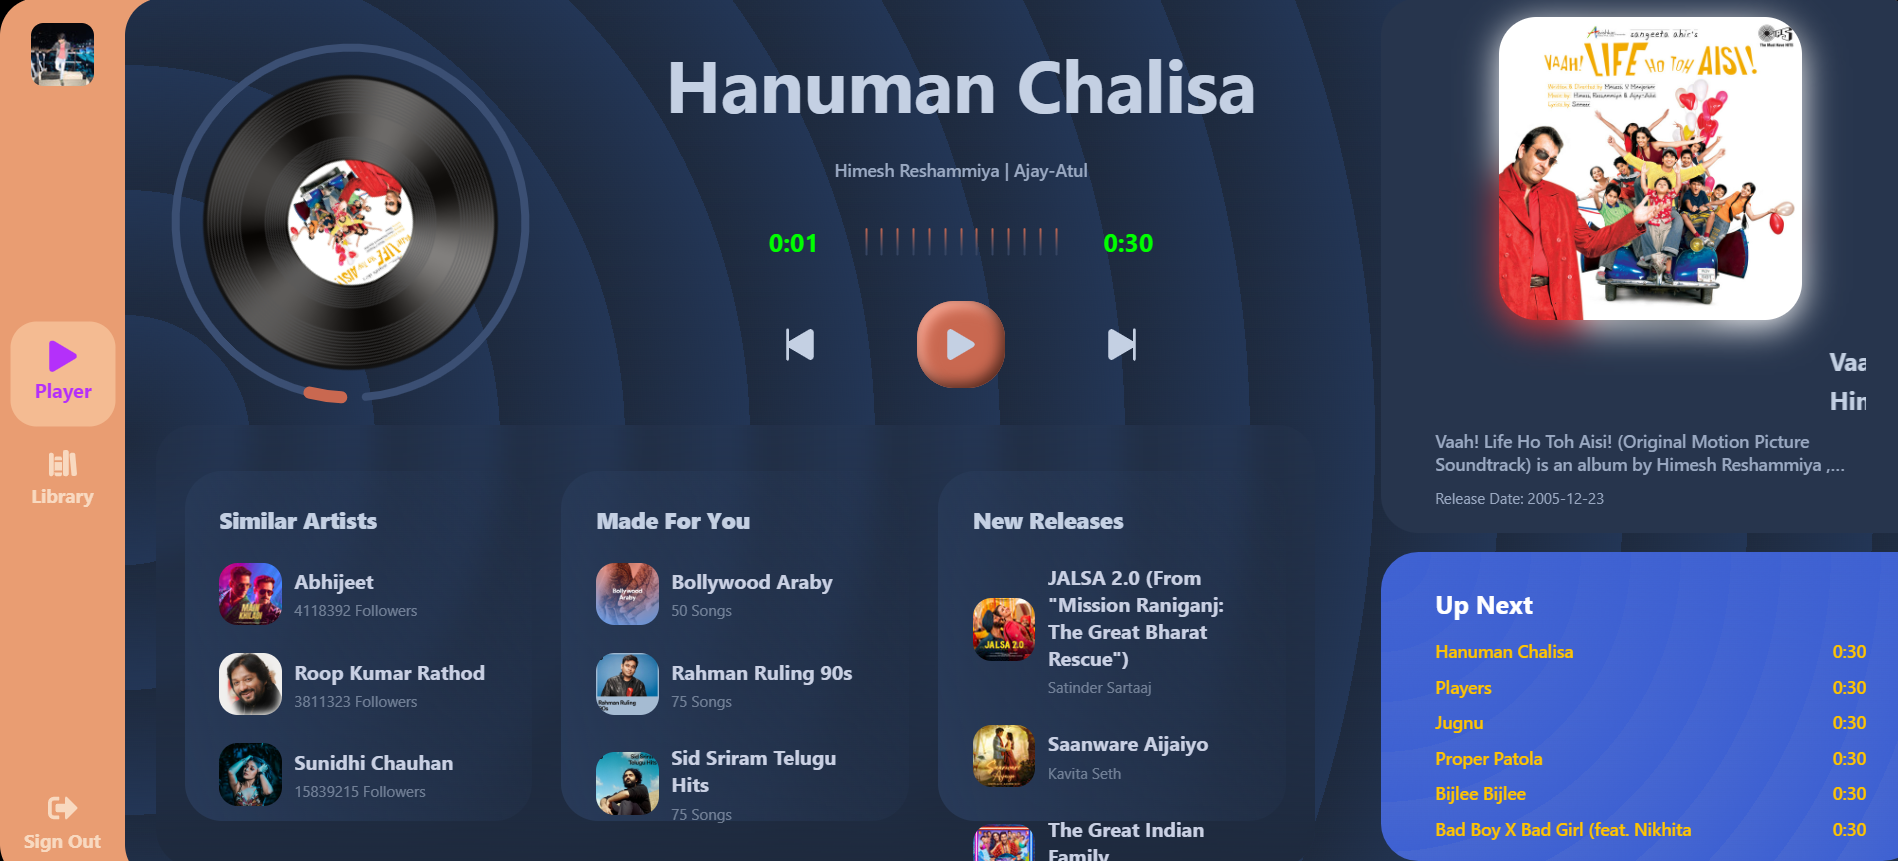 Player
Library
Sign Out
Hanuman Chalisa
Himesh Reshammiya | Ajay-Atul
0:01
0:30
Similar Artists
Abhijeet
4118392 Followers
Roop Kumar Rathod
3811323 Followers
Sunidhi Chauhan
15839215 Followers
Made For You
Bollywood Araby
50 Songs
Rahman Ruling 90s
75 Songs
Sid Sriram Telugu
Hits
75 Songs
New Releases
JALSA 2.0 (From
"Mission Raniganj:
The Great Bharat
Rescue")
Satinder Sartaaj
Saanware Aijaiyo
Kavita Seth
The Great Indian
Family
sangeeta ahir's
VAAH! LIFE HO TOH AISI!
Vaa
Him
Vaah! Life Ho Toh Aisi! (Original Motion Picture
Soundtrack) is an album by Himesh Reshammiya ,...
Release Date: 2005-12-23
Up Next
Hanuman Chalisa 0:30
Players 0:30
Jugnu 0:30
Proper Patola 0:30
Bijlee Bijlee 0:30
Bad Boy X Bad Girl (feat. Nikhita 0:30